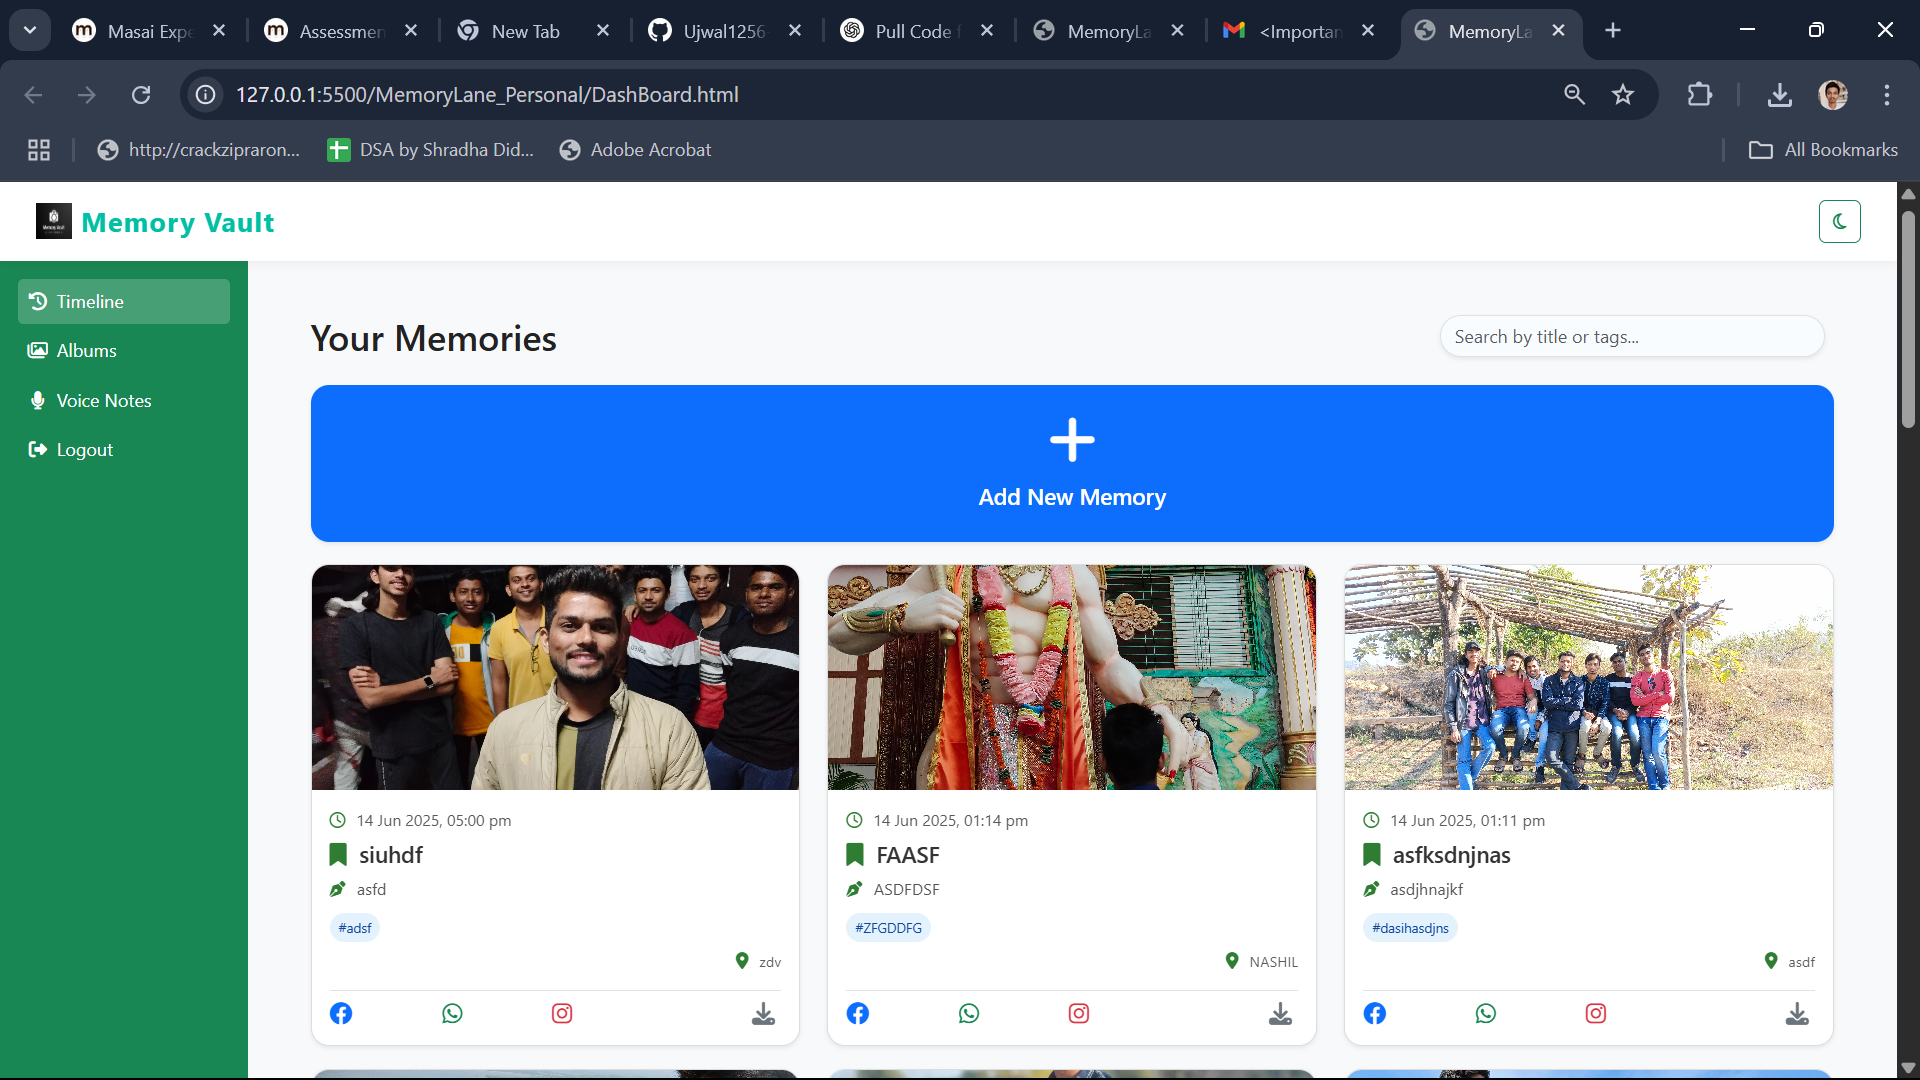 Masai Expe
Assessmen
New Tab
Ujwal1256-
Pull Code f
MemoryLa
<Importan
MemoryLa
127.0.0.1:5500/MemoryLane_Personal/DashBoard.html
http://crackzipraron...
DSA by Shradha Did...
Adobe Acrobat
All Bookmarks
Memory Vault
Timeline
Albums
Voice Notes
Logout
Your Memories
Search by title or tags...
Add New Memory
14 Jun 2025, 05:00 pm
siuhdf
asfd
#adsf
zdv
14 Jun 2025, 01:14 pm
FAASF
ASDFDSF
#ZFGDDFG
NASHIL
14 Jun 2025, 01:11 pm
asfksdnjnas
asdjhnajkf
#dasihasdjns
asdf